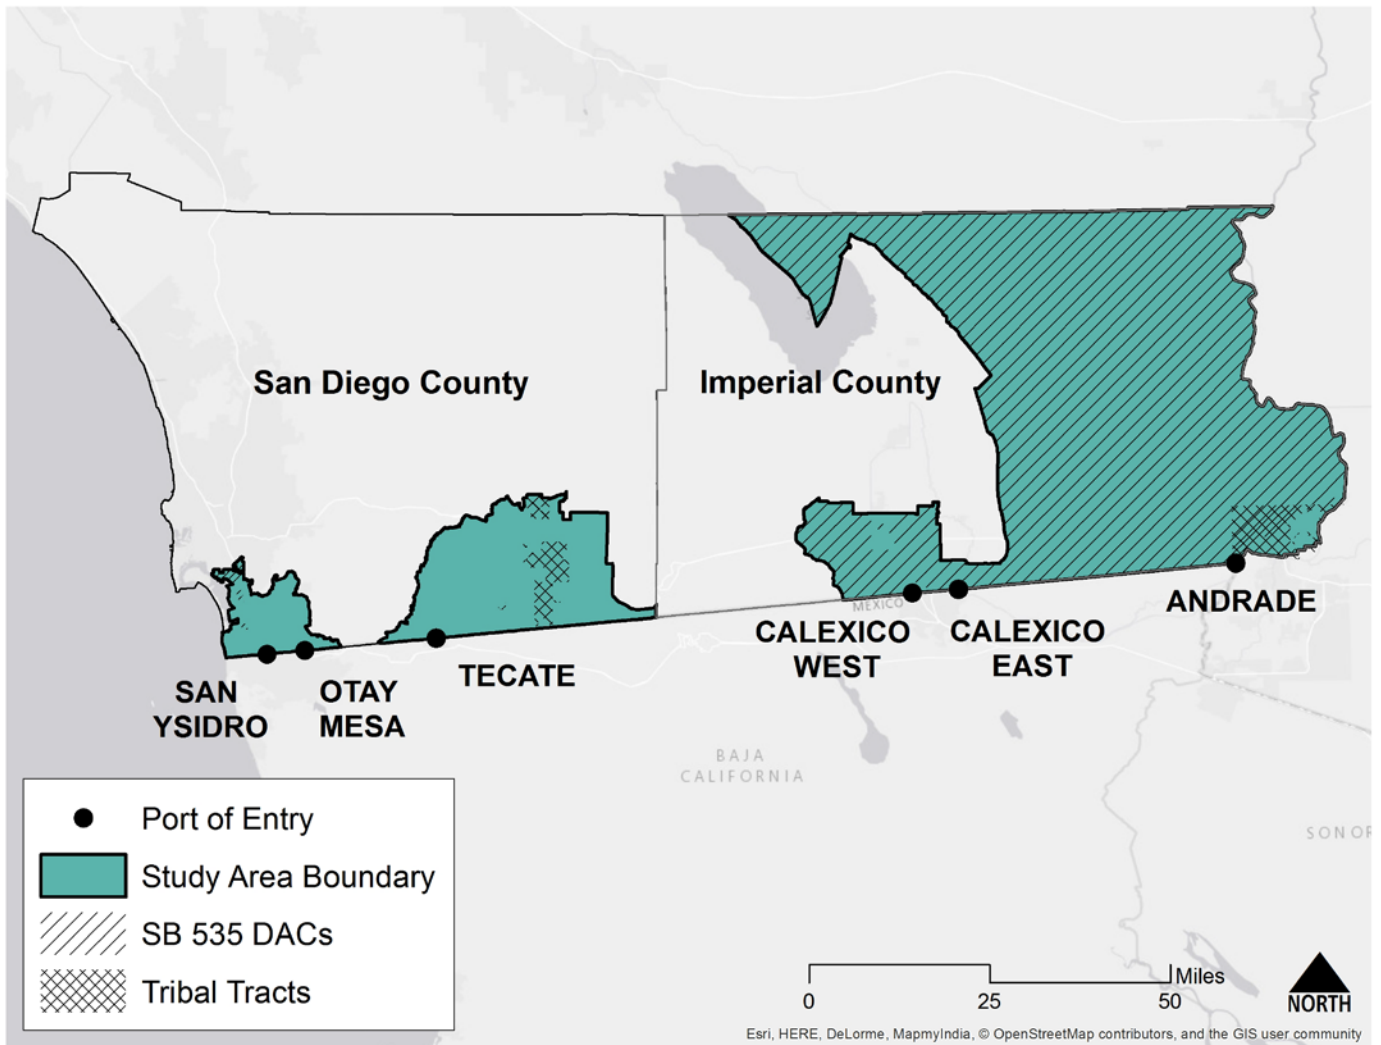 San Diego County
Imperial County
MEXICO
ANDRADE
CALEXICO
WEST
CALEXICO
EAST
TECATE
SAN
YSIDRO
OTAY
MESA
BAJA
CALIFORNIA
SONOR
Port of Entry
Study Area Boundary
SB 535 DACs
Tribal Tracts
Miles
0
25
50
NORTH
Esri, HERE, DeLorme, MapmyIndia, © OpenStreetMap contributors, and the GIS user community